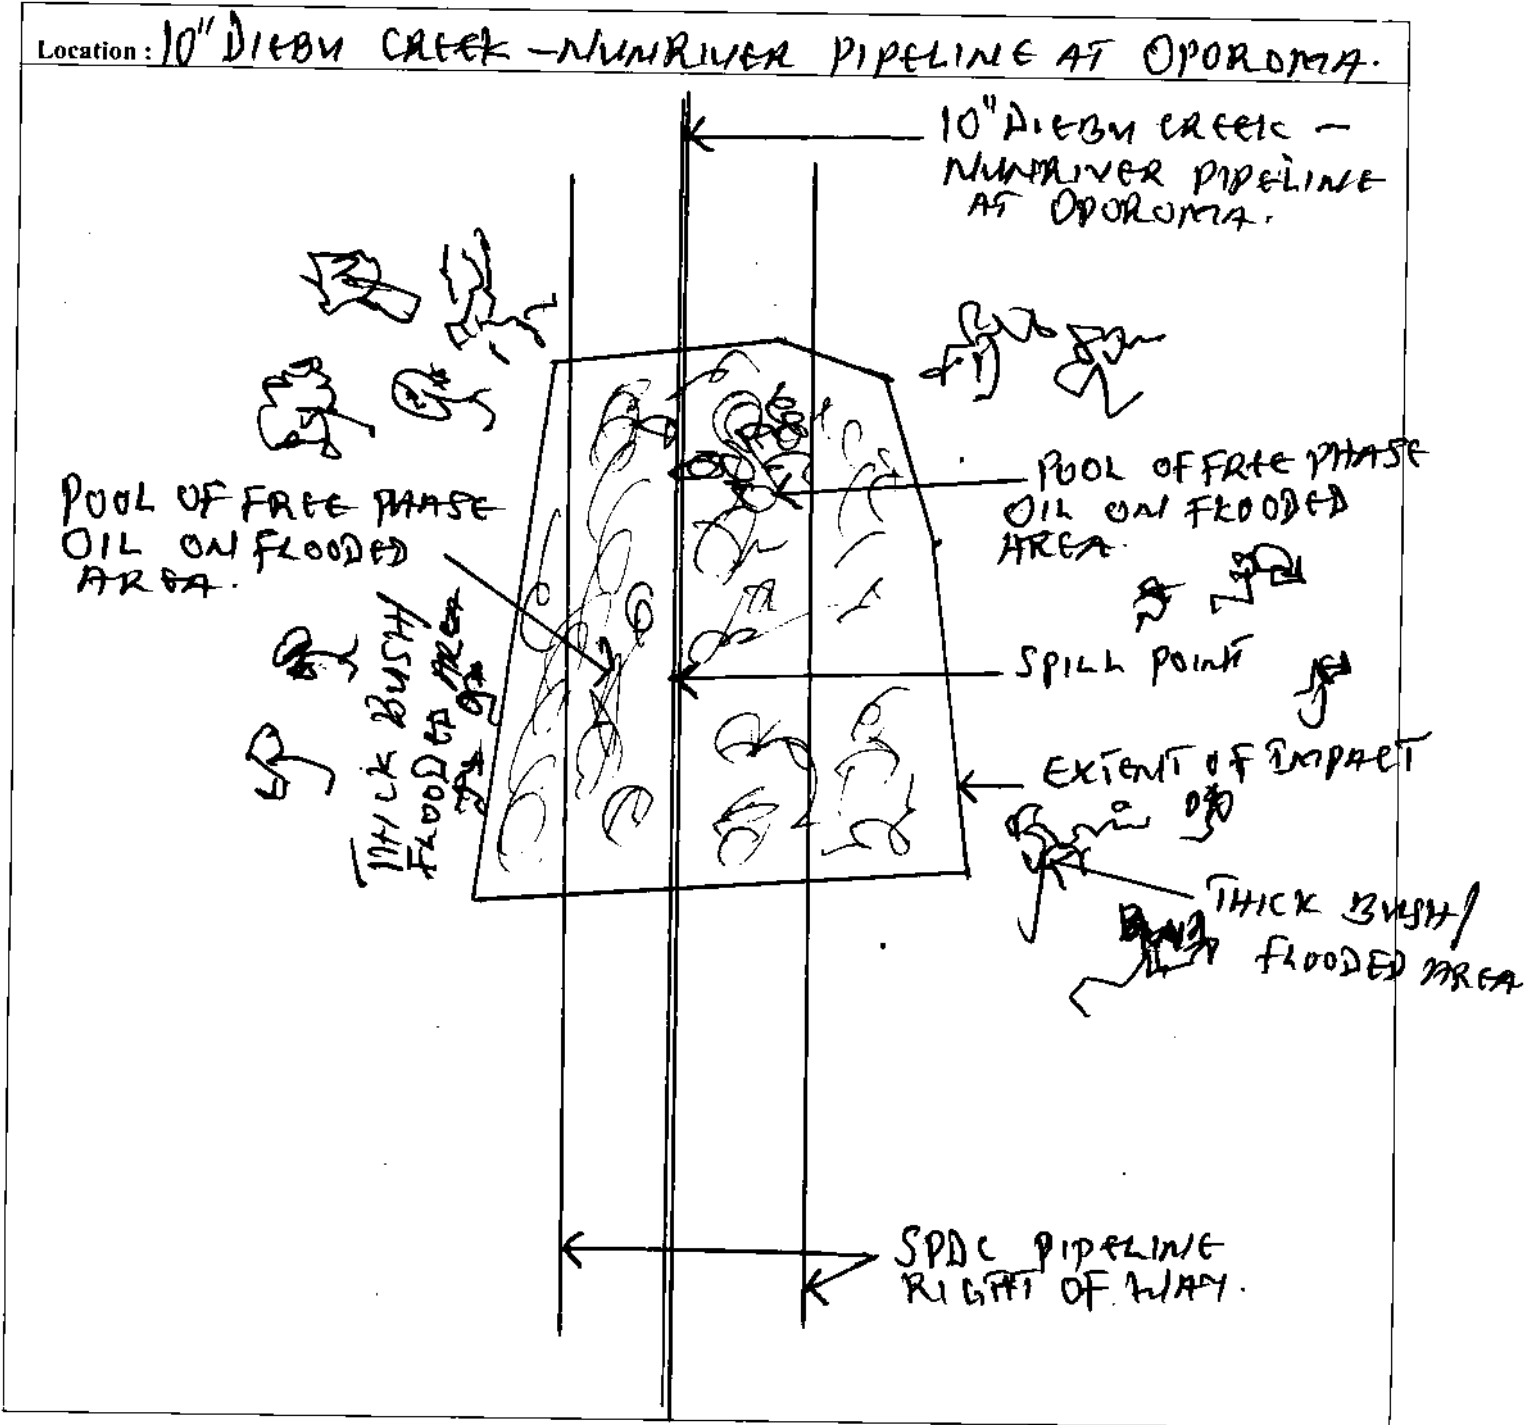 Location : 10" DIEBU CREEK -NUNRIVER PIPELINE AT OPOROMA.
10" DIEBU CREEK -
NUNRIVER PIPELINE
AT OPOROMA.
POOL OF FREE PHASE
OIL ON FLOODED
AREA.
POOL OF FREE PHASE
OIL ON FLOODED
AREA.
THICK BUSH/
FLOODED AREA
SPILL POINT
EXTENT OF IMPACT
THICK BUSH/
FLOODED AREA
SPDC PIPELINE
RIGHT OF WAY.